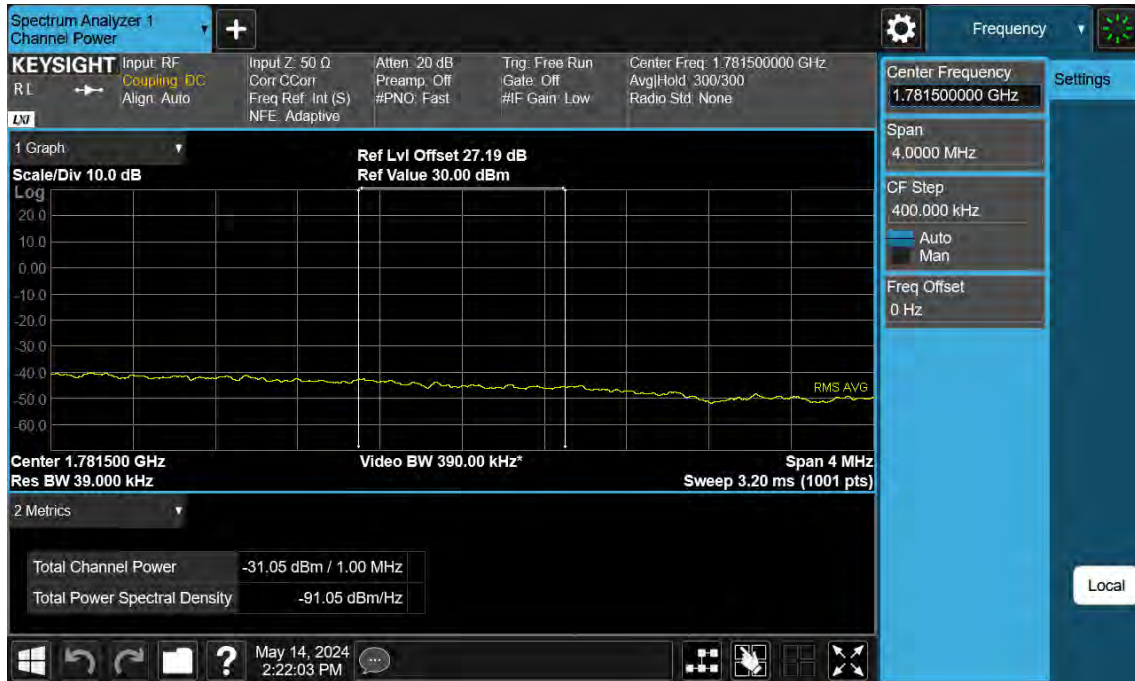 Spectrum Analyzer 1
Channel Power
+
Frequency
KEYSIGHT
RL
LXI
Input: RF
Coupling: DC
Align: Auto
Input Z: 50 Ω
Corr CCorr
Freq Ref: Int (S)
NFE: Adaptive
Atten: 20 dB
Preamp: Off
#PNO: Fast
Trig: Free Run
Gate: Off
#IF Gain: Low
Center Freq: 1.781500000 GHz
Avg|Hold: 300/300
Radio Std: None
Center Frequency
1.781500000 GHz
Settings
Span
4.0000 MHz
CF Step
400.000 kHz
Auto
Man
Freq Offset
0 Hz
1 Graph
Ref Lvl Offset 27.19 dB
Scale/Div 10.0 dB
Ref Value 30.00 dBm
Log
20.0
10.0
0.00
-10.0
-20.0
-30.0
-40.0
RMS AVG
-50.0
-60.0
Center 1.781500 GHz
Video BW 390.00 kHz*
Span 4 MHz
Res BW 39.000 kHz
Sweep 3.20 ms (1001 pts)
2 Metrics
Total Channel Power -31.05 dBm / 1.00 MHz
Total Power Spectral Density -91.05 dBm/Hz
Local
?
May 14, 2024
2:22:03 PM